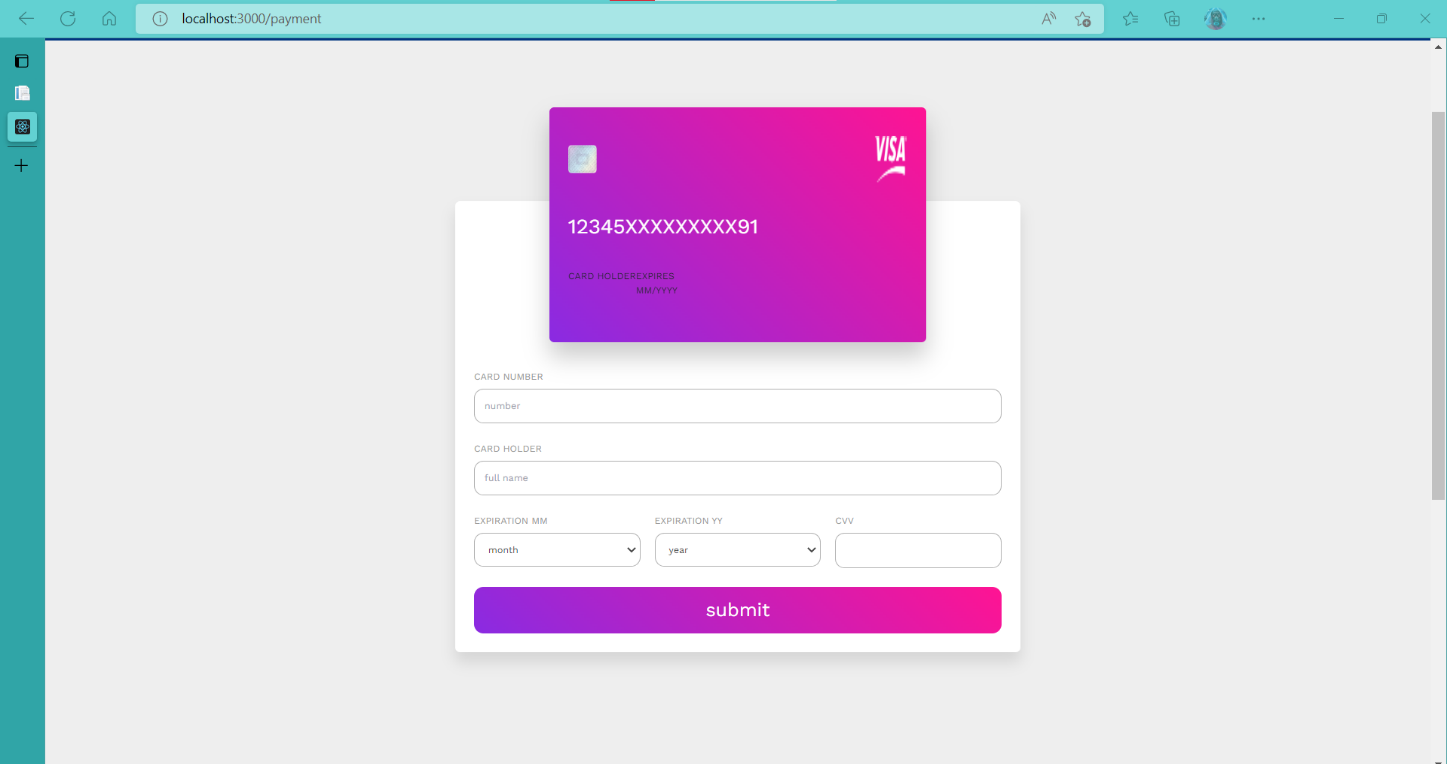 localhost:3000/payment
VISA
12345XXXXXXXXX91
CARD HOLDEREXPIRES
MM/YYYY
CARD NUMBER
number
CARD HOLDER
full name
EXPIRATION MM EXPIRATION YY CVV
month year
submit